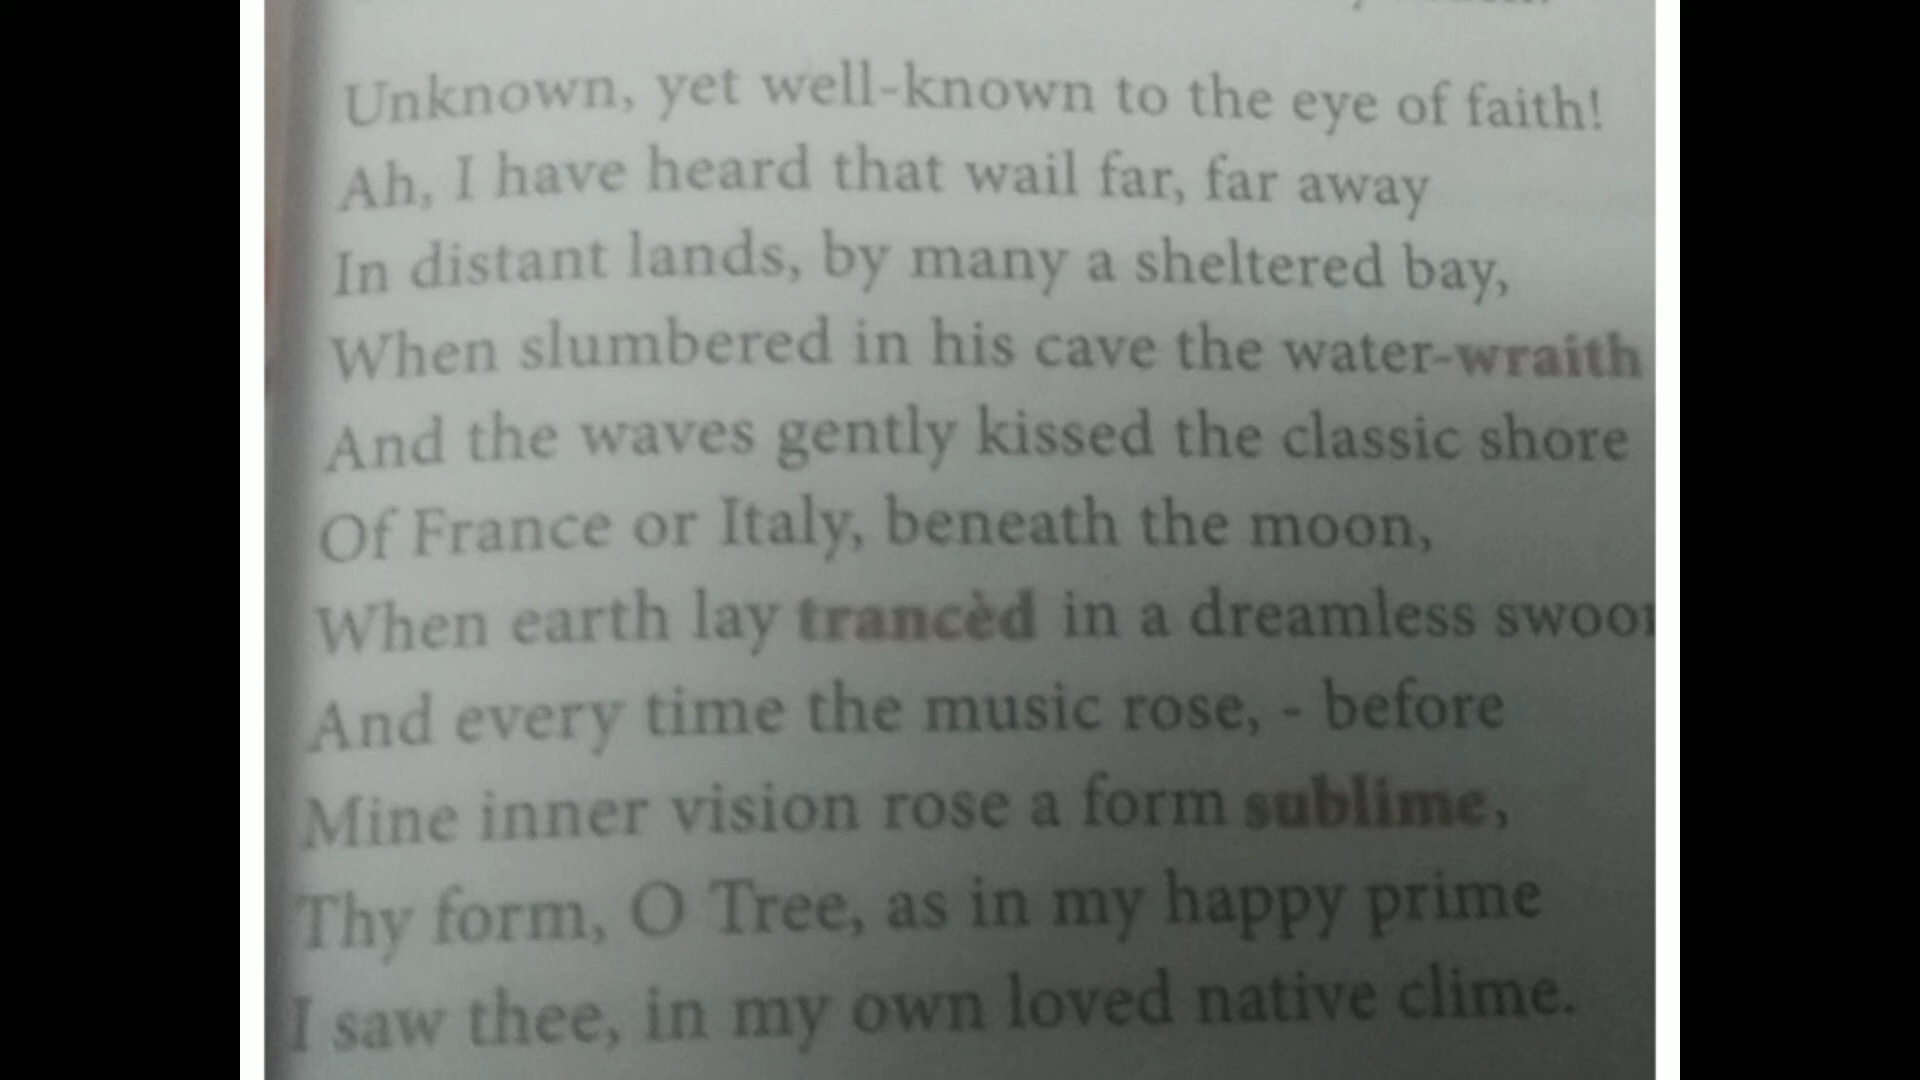 Unknown, yet well-known to the eye of faith!
Ah, I have heard that wail far, far away
In distant lands, by many a sheltered bay,
When slumbered in his cave the water-wraith
And the waves gently kissed the classic shore
Of France or Italy, beneath the moon,
When earth lay trancèd in a dreamless
And every time the music rose, - before
Mine inner vision rose a form sublime,
Thy form, O Tree, as in my happy prime
I saw thee, in my own loved native clime.